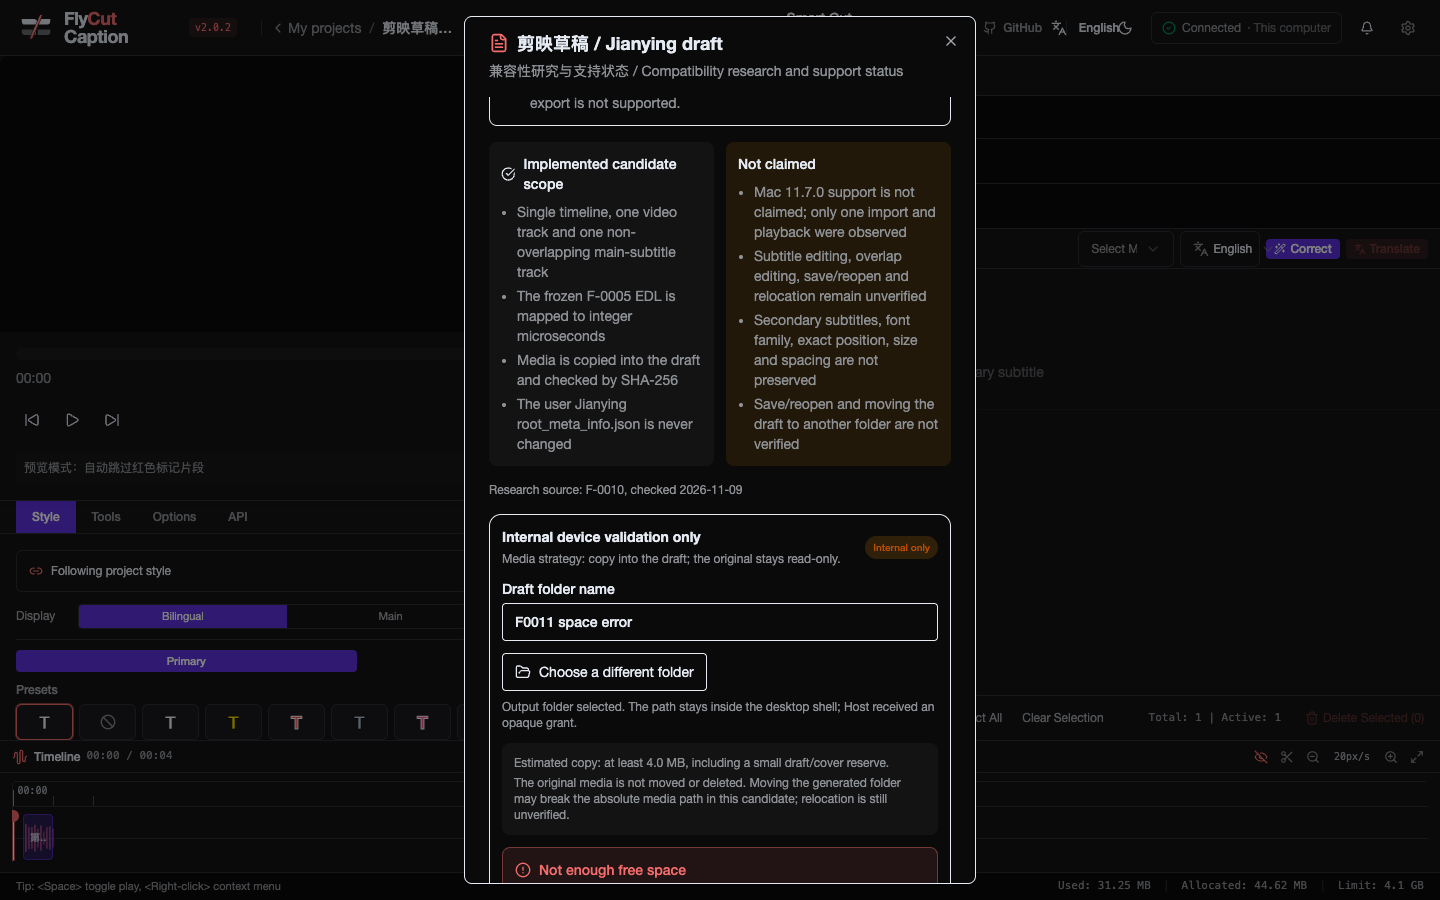 FlyCut
Caption
v2.0.2
My projects / 剪映草稿...
GitHub
English
Connected · This computer
剪映草稿 / Jianying draft
兼容性研究与支持状态 / Compatibility research and support status
export is not supported.
Implemented candidate
scope
• Single timeline, one video
track and one non-
overlapping main-subtitle
track
• The frozen F-0005 EDL is
mapped to integer
microseconds
• Media is copied into the draft
and checked by SHA-256
• The user Jianying
root_meta_info.json is never
changed
Not claimed
• Mac 11.7.0 support is not
claimed; only one import and
playback were observed
• Subtitle editing, overlap
editing, save/reopen and
relocation remain unverified
• Secondary subtitles, font
family, exact position, size
and spacing are not
preserved
• Save/reopen and moving the
draft to another folder are not
verified
Research source: F-0010, checked 2026-11-09
Internal device validation only
Media strategy: copy into the draft; the original stays read-only.
Internal only
Draft folder name
F0011 space error
Choose a different folder
Output folder selected. The path stays inside the desktop shell; Host received an
opaque grant.
Estimated copy: at least 4.0 MB, including a small draft/cover reserve.
The original media is not moved or deleted. Moving the generated folder
may break the absolute media path in this candidate; relocation is still
unverified.
Not enough free space
Select M
English
Correct
Translate
ary subtitle
00:00
预览模式：自动跳过红色标记片段
Style
Tools
Options
API
Following project style
Display
Bilingual
Main
Primary
Presets
T
T
T
T
T
T
ct All
Clear Selection
Total: 1 | Active: 1
Delete Selected (0)
Timeline 00:00 / 00:04
20px/s
00:00
Tip: <Space> toggle play, <Right-click> context menu
Used: 31.25 MB
Allocated: 44.62 MB
Limit: 4.1 GB